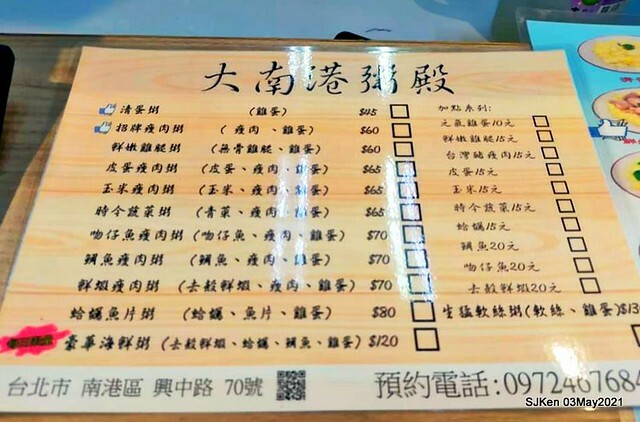 大南港粥殿
清蛋粥 (雞蛋) $45
招牌瘦肉粥 (瘦肉、雞蛋) $60
鮮嫩雞腿粥 (無骨雞腿、雞蛋) $60
皮蛋瘦肉粥 (皮蛋、瘦肉、雞蛋) $65
玉米瘦肉粥 (玉米、瘦肉、雞蛋) $65
時令蔬菜粥 (青菜、瘦肉、雞蛋) $65
吻仔魚瘦肉粥 (吻仔魚、瘦肉、雞蛋) $70
鯛魚瘦肉粥 (鯛魚、瘦肉、雞蛋) $70
鮮蝦瘦肉粥 (去殼鮮蝦、瘦肉、雞蛋) $70
蛤蠣魚片粥 (蛤蠣、魚片、雞蛋) $80
豪華海鮮粥 (去殼鮮蝦、蛤蠣、鯛魚、雞蛋) $120
加點系列:
元氣雞蛋10元
鮮嫩雞腿15元
台灣豬瘦肉15元
皮蛋15元
玉米15元
時令蔬菜15元
蛤蠣15元
鯛魚20元
吻仔魚20元
去殼鮮蝦20元
生猛軟絲粥(軟絲、雞蛋)$13
台北市 南港區 興中路 70號
預約電話:0972467684
SJKen 03May2021